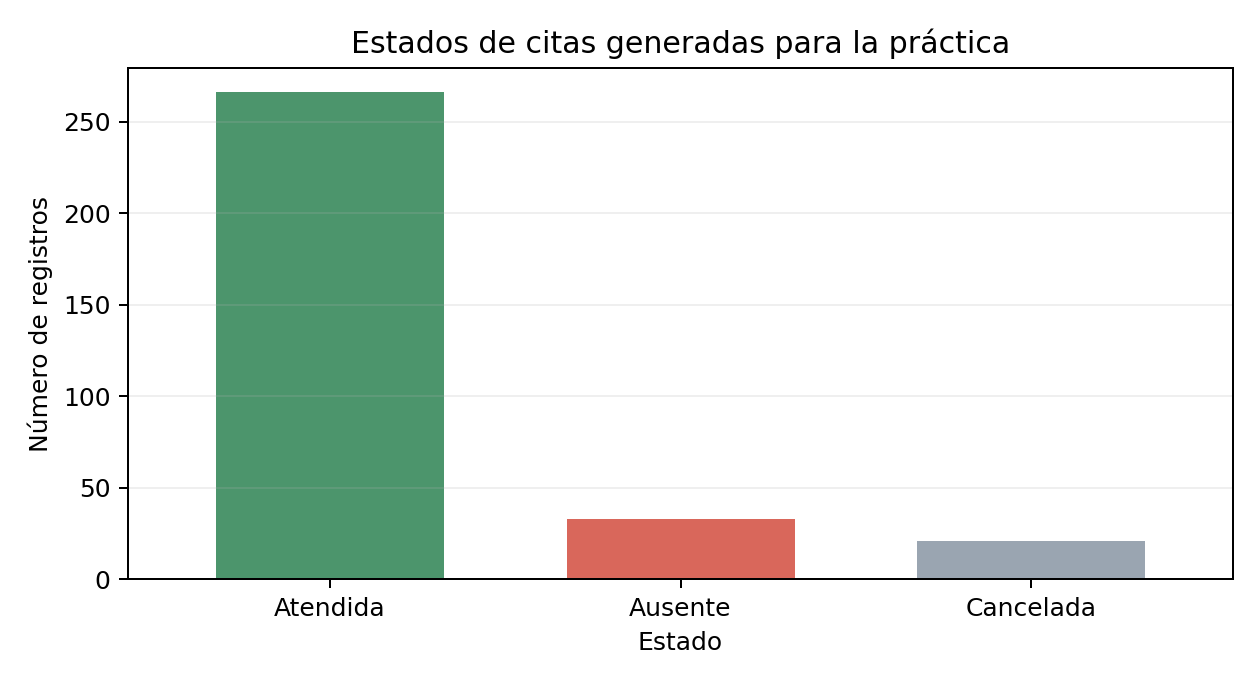 Estados de citas generadas para la práctica
Número de registros
250
200
150
100
50
0
Atendida
Ausente
Cancelada
Estado